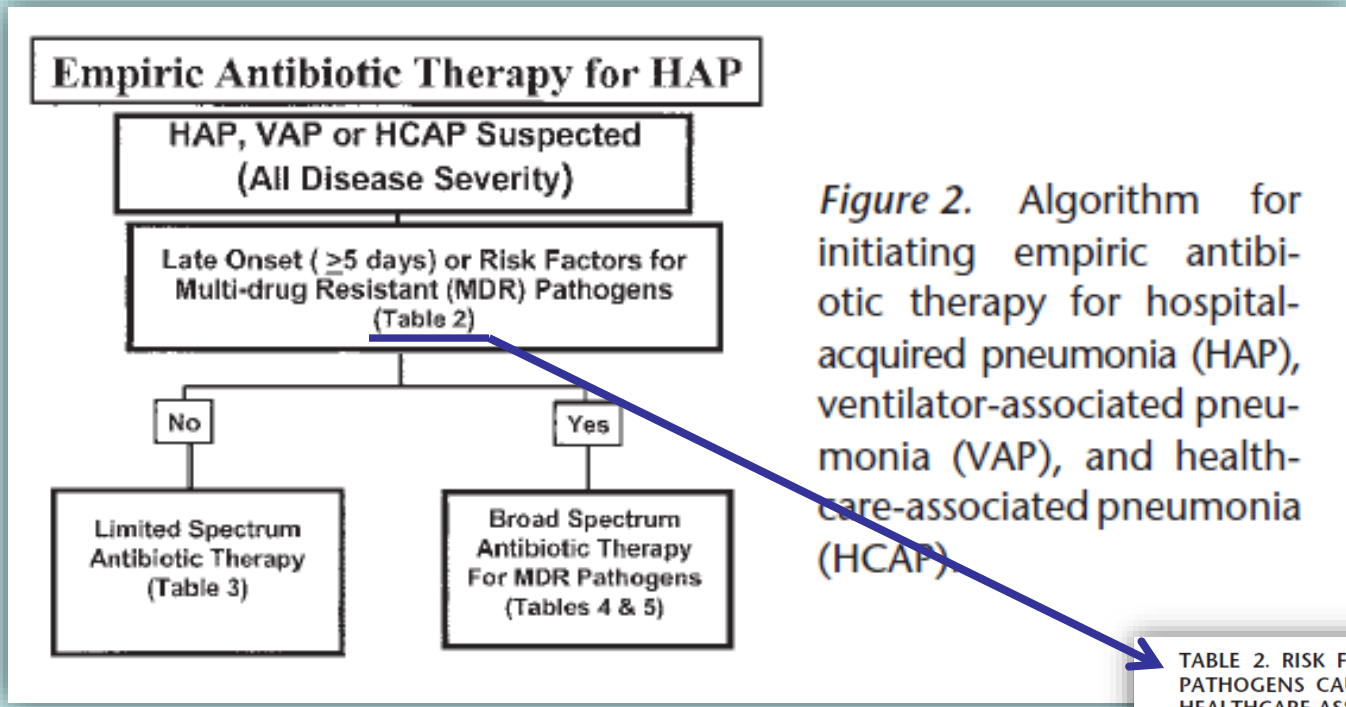 Empiric Antibiotic Therapy for HAP
HAP, VAP or HCAP Suspected
(All Disease Severity)
Late Onset ( ≥5 days) or Risk Factors for
Multi-drug Resistant (MDR) Pathogens
(Table 2)
No
Yes
Limited Spectrum
Antibiotic Therapy
(Table 3)
Broad Spectrum
Antibiotic Therapy
For MDR Pathogens
(Tables 4 & 5)
Figure 2. Algorithm for
initiating empiric antibi-
otic therapy for hospital-
acquired pneumonia (HAP),
ventilator-associated pneu-
monia (VAP), and health-
care-associated pneumonia
(HCAP).
TABLE 2. RISK F
PATHOGENS CAU